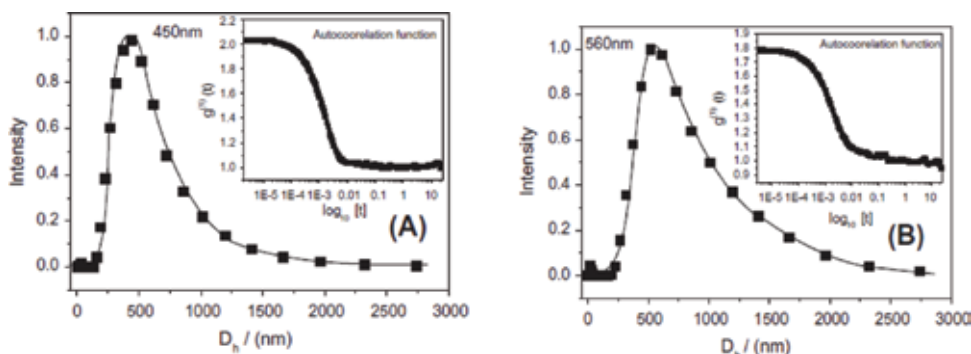 450nm
Autocoorelation function
2.0
1.8
1.6
1.4
1.2
1.0
g⁽²⁾ (t)
1E-5 1E-4 1E-3 0.01 0.1 1 10
log₁₀ [t]
(A)
1.0
0.8
0.6
0.4
0.2
0.0
Intensity
0 500 1000 1500 2000 2500 3000
Dₕ / (nm)
560nm
Autocoorelation function
1.8
1.7
1.6
1.5
1.4
1.3
1.2
1.1
1.0
0.9
1E-5 1E-4 1E-3 0.01 0.1 1 10
log₁₀ [t]
(B)
1.0
0.8
0.6
0.4
0.2
0.0
Intensity
0 500 1000 1500 2000 2500 3000
/ (nm)